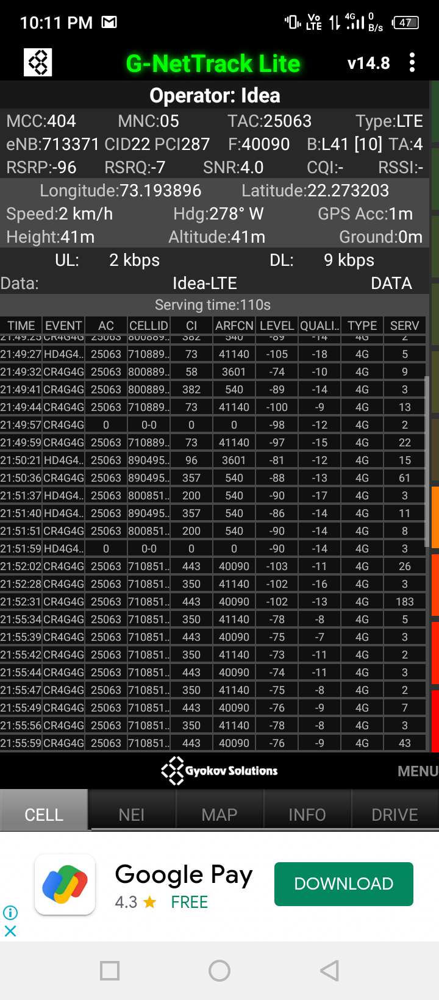 10:11 PM Vo LTE 4G 0 B/s 47
G-NetTrack Lite v14.8
Operator: Idea
MCC:404 MNC:05 TAC:25063 Type:LTE
eNB:713371 CID22 PCI287 F:40090 B:L41 [10] TA:4
RSRP:-96 RSRQ:-7 SNR:4.0 CQI:- RSSI:-
Longitude:73.193896 Latitude:22.273203
Speed:2 km/h Hdg:278° W GPS Acc:1m
Height:41m Altitude:41m Ground:0m
UL: 2 kbps DL: 9 kbps
Data: Idea-LTE DATA
Serving time:110s
TIME EVENT AC CELLID CI ARFCN LEVEL QUALI.. TYPE SERV
21:49:25 CR4G4G 25063 800889.. 382 540 -89 -14 4G 2
21:49:27 HD4G4.. 25063 710889.. 73 41140 -105 -18 4G 5
21:49:32 CR4G4G 25063 800889.. 58 3601 -74 -10 4G 9
21:49:41 CR4G4G 25063 800889.. 382 540 -89 -14 4G 3
21:49:44 CR4G4G 25063 710889.. 73 41140 -100 -9 4G 13
21:49:57 CR4G4G 0 0-0 0 0 -98 -12 4G 2
21:49:59 CR4G4G 25063 710889.. 73 41140 -97 -15 4G 22
21:50:21 HD4G4.. 25063 890495.. 96 3601 -81 -12 4G 15
21:50:36 CR4G4G 25063 890495.. 357 540 -88 -13 4G 61
21:51:37 HD4G4.. 25063 800851.. 200 540 -90 -17 4G 3
21:51:40 HD4G4.. 25063 890495.. 357 540 -86 -14 4G 11
21:51:51 CR4G4G 25063 800851.. 200 540 -90 -14 4G 8
21:51:59 HD4G4.. 0 0-0 0 0 -90 -14 4G 3
21:52:02 CR4G4G 25063 710851.. 443 40090 -103 -11 4G 26
21:52:28 CR4G4G 25063 710851.. 350 41140 -102 -16 4G 3
21:52:31 CR4G4G 25063 710851.. 443 40090 -102 -13 4G 183
21:55:34 CR4G4G 25063 710851.. 350 41140 -78 -8 4G 5
21:55:39 CR4G4G 25063 710851.. 443 40090 -75 -7 4G 3
21:55:42 CR4G4G 25063 710851.. 350 41140 -73 -11 4G 2
21:55:44 CR4G4G 25063 710851.. 443 40090 -74 -11 4G 3
21:55:47 CR4G4G 25063 710851.. 350 41140 -75 -8 4G 2
21:55:49 CR4G4G 25063 710851.. 443 40090 -76 -9 4G 7
21:55:56 CR4G4G 25063 710851.. 350 41140 -78 -8 4G 3
21:55:59 CR4G4G 25063 710851.. 443 40090 -76 -9 4G 43
Gyokov Solutions MENU
CELL NEI MAP INFO DRIVE
Google Pay
4.3 FREE
DOWNLOAD